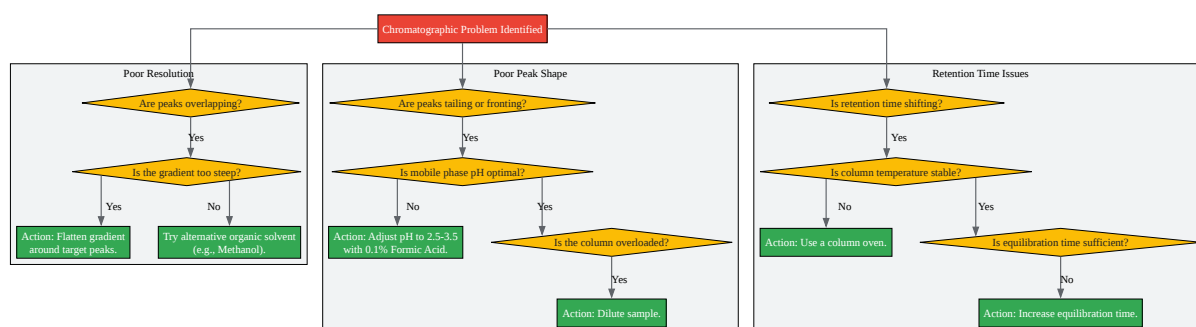 Chromatographic Problem Identified
Poor Resolution
Are peaks overlapping?
Yes
Is the gradient too steep?
Yes
No
Action: Flatten gradient
around target peaks.
Try alternative organic solvent
(e.g., Methanol).
Poor Peak Shape
Are peaks tailing or fronting?
Yes
Is mobile phase pH optimal?
No
Yes
Action: Adjust pH to 2.5-3.5
with 0.1% Formic Acid.
Is the column overloaded?
Yes
Action: Dilute sample.
Retention Time Issues
Is retention time shifting?
Yes
Is column temperature stable?
No
Yes
Action: Use a column oven.
Is equilibration time sufficient?
No
Action: Increase equilibration time.